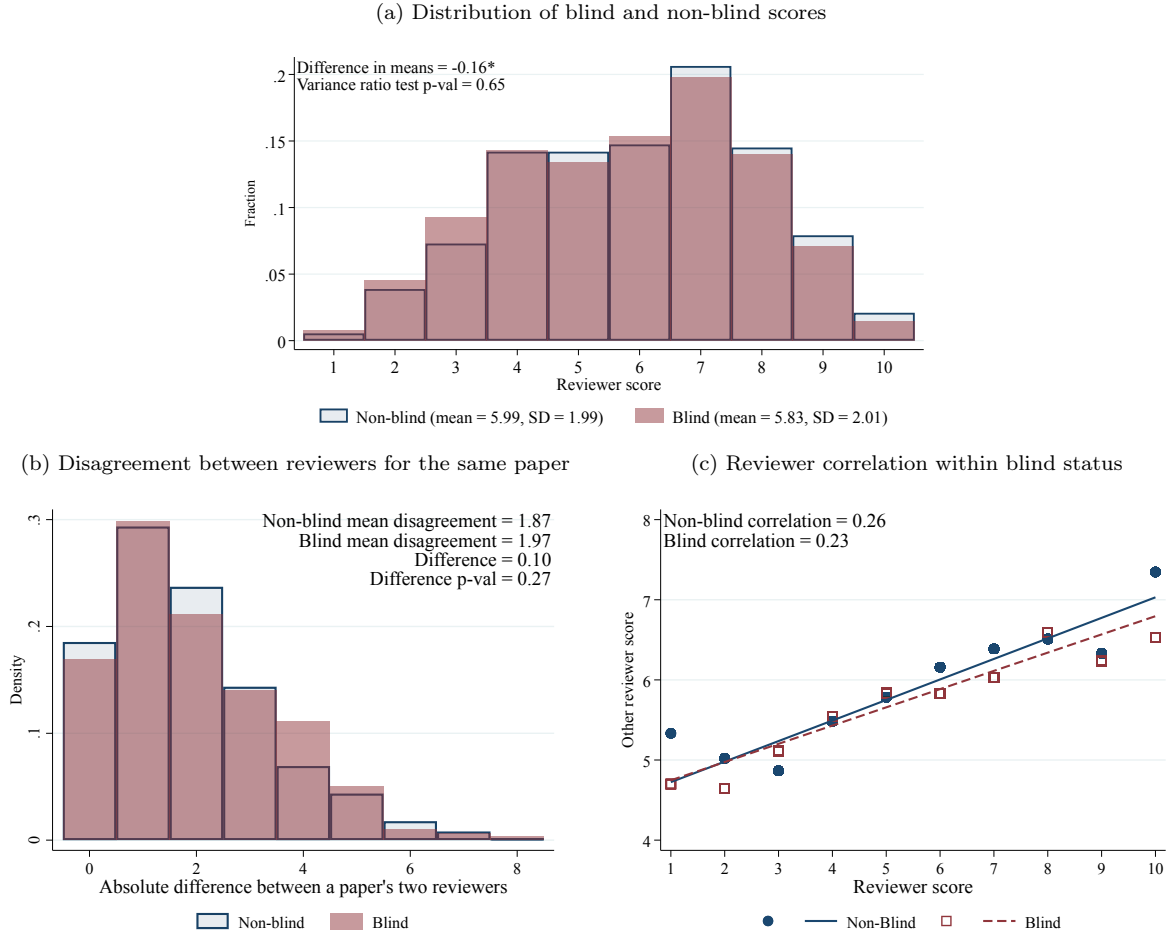 (a) Distribution of blind and non-blind scores
Difference in means = -0.16*
Variance ratio test p-val = 0.65
Fraction
.2
.15
.1
.05
0
1 2 3 4 5 6 7 8 9 10
Reviewer score
Non-blind (mean = 5.99, SD = 1.99) Blind (mean = 5.83, SD = 2.01)
(b) Disagreement between reviewers for the same paper
Non-blind mean disagreement = 1.87
Blind mean disagreement = 1.97
Difference = 0.10
Difference p-val = 0.27
Density
.3
.2
.1
0
0 2 4 6 8
Absolute difference between a paper's two reviewers
Non-blind Blind
(c) Reviewer correlation within blind status
Non-blind correlation = 0.26
Blind correlation = 0.23
Other reviewer score
8
7
6
5
4
1 2 3 4 5 6 7 8 9 10
Reviewer score
Non-Blind Blind